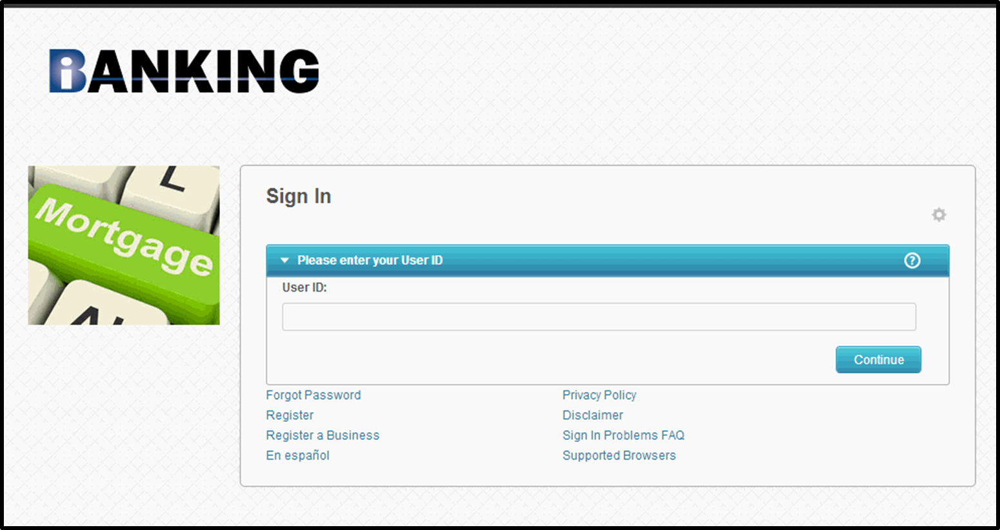 iBANKING
L
Mortgage
Sign In
Please enter your User ID ?
User ID:
Continue
Forgot Password Privacy Policy
Register Disclaimer
Register a Business Sign In Problems FAQ
En español Supported Browsers